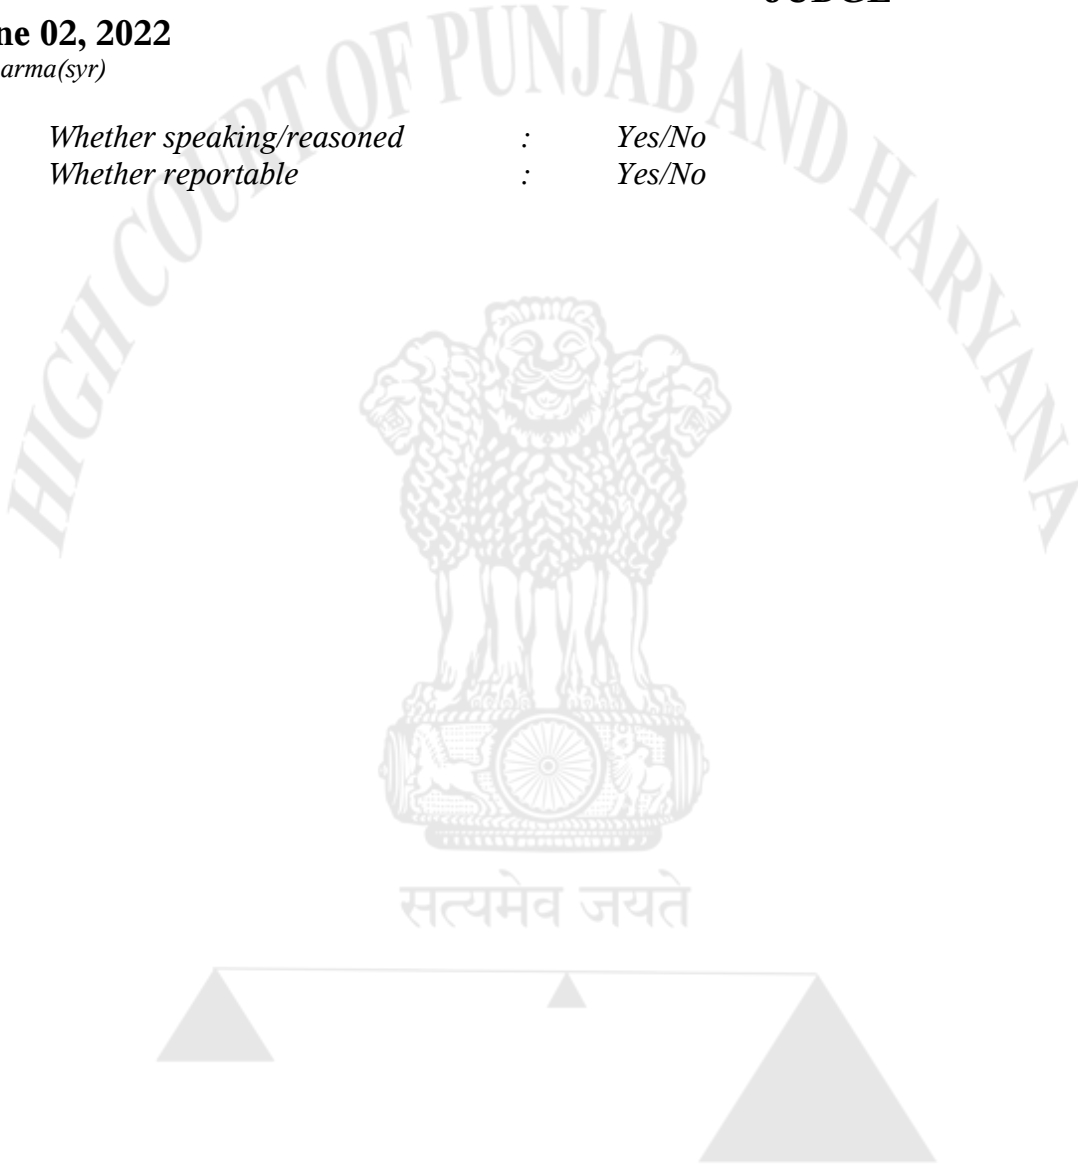 ne 02, 2022
arma(syr)
Whether speaking/reasoned : Yes/No
Whether reportable : Yes/No
HIGH COURT OF PUNJAB AND HARYANA
सत्यमेव जयते